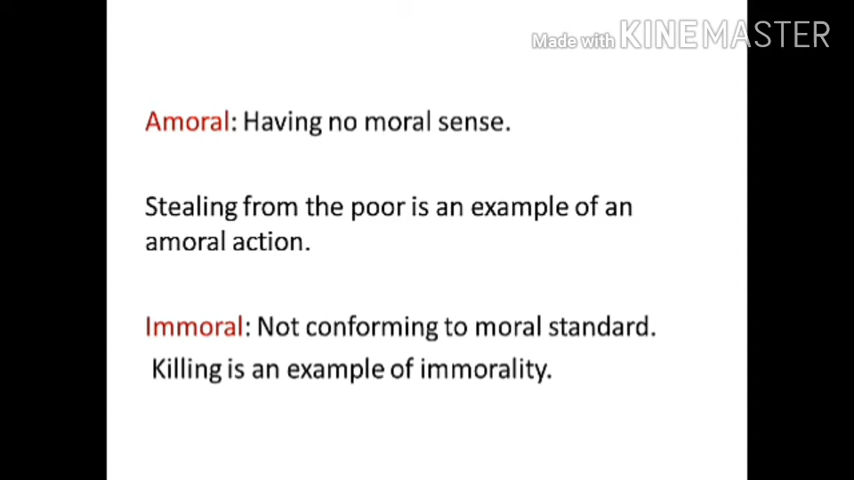 Made with KINEMASTER
Amoral: Having no moral sense.
Stealing from the poor is an example of an
amoral action.
Immoral: Not conforming to moral standard.
Killing is an example of immorality.